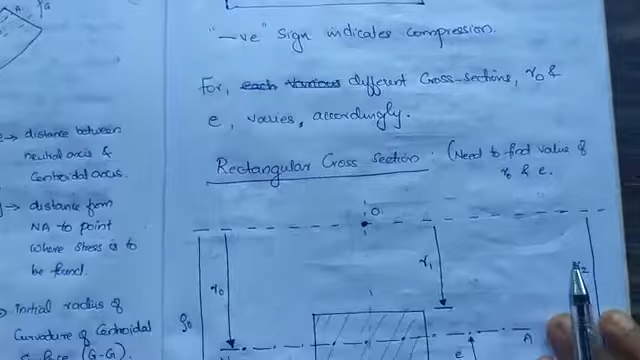 A
G
"-ve" Sign indicates compression.
For, each various different Cross-sections, r0 &
e, varies, accordingly.
Rectangular Cross Section : (Need to find value of
r0 & e.
e → distance between
neutral axis &
Centroidal axis.
y → distance from
NA to point
where stress is to
be found.
→ Initial radius of
Curvature of Centroidal
Surface (G-G).
O
r0
r1
r2
ρ0
N
A
e